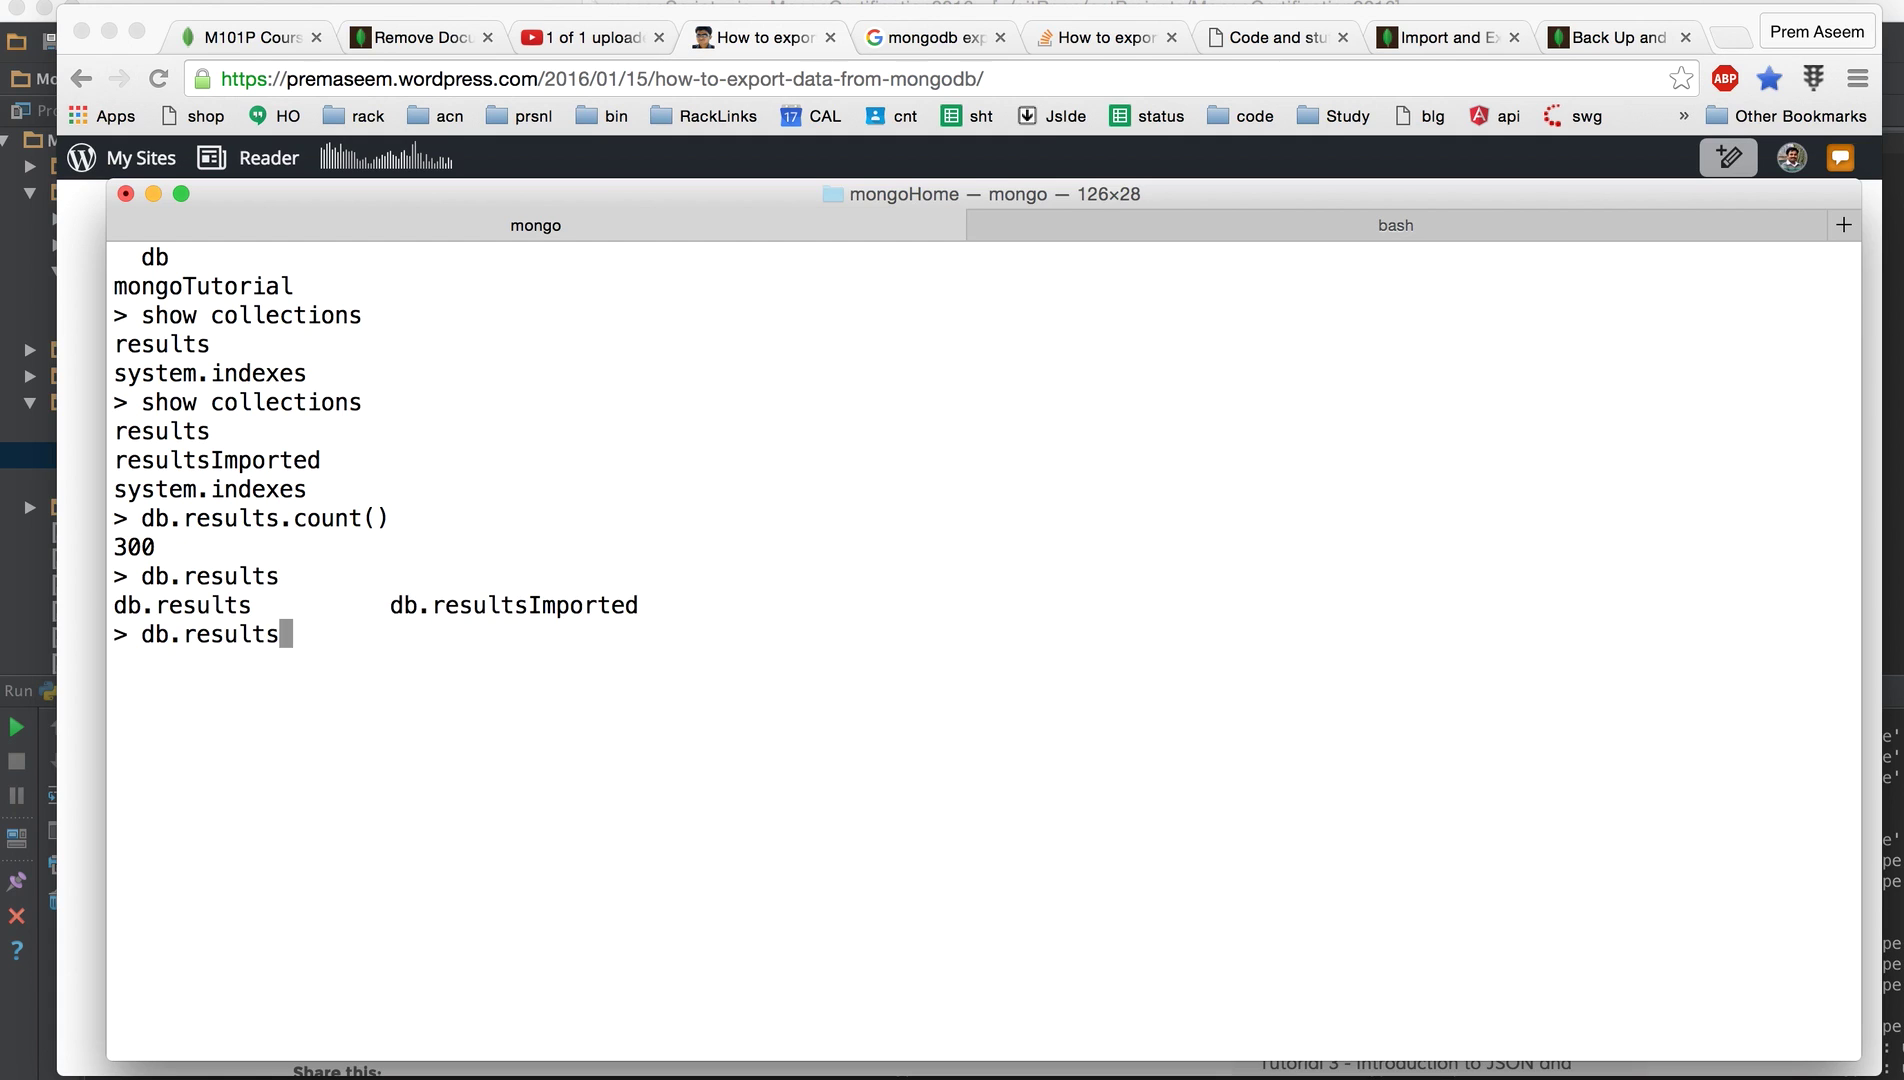 M101P Cours
Remove Docu
1 of 1 uploade
How to expor
mongodb exp
How to expor
Code and stu
Import and Ex
Back Up and
Prem Aseem
https://premaseem.wordpress.com/2016/01/15/how-to-export-data-from-mongodb/
ABP
Apps
shop
HO
rack
acn
prsnl
bin
RackLinks
17 CAL
cnt
sht
JsIde
status
code
Study
blg
api
swg
»
Other Bookmarks
My Sites
Reader
mongoHome — mongo — 126×28
mongo
bash
db
mongoTutorial
> show collections
results
system.indexes
> show collections
results
resultsImported
system.indexes
> db.results.count()
300
> db.results
db.results db.resultsImported
> db.results
Run
Share this:
Tutorial 3 - Introduction to JSON and